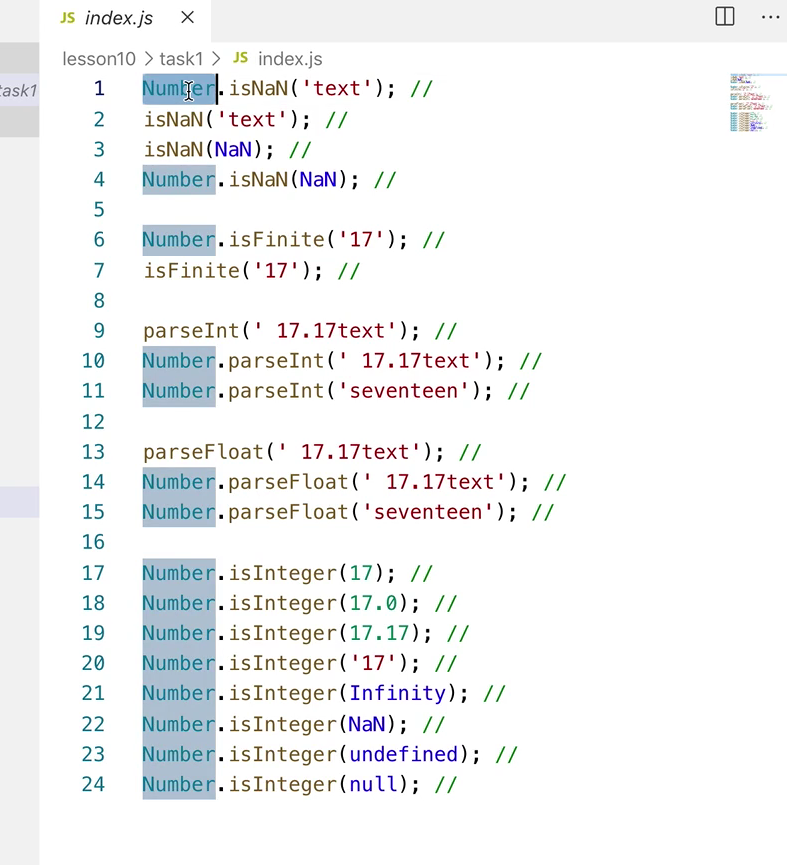 JS index.js ×
lesson10 > task1 > JS index.js
task1
1 Number.isNaN('text'); //
2 isNaN('text'); //
3 isNaN(NaN); //
4 Number.isNaN(NaN); //
5
6 Number.isFinite('17'); //
7 isFinite('17'); //
8
9 parseInt(' 17.17text'); //
10 Number.parseInt(' 17.17text'); //
11 Number.parseInt('seventeen'); //
12
13 parseFloat(' 17.17text'); //
14 Number.parseFloat(' 17.17text'); //
15 Number.parseFloat('seventeen'); //
16
17 Number.isInteger(17); //
18 Number.isInteger(17.0); //
19 Number.isInteger(17.17); //
20 Number.isInteger('17'); //
21 Number.isInteger(Infinity); //
22 Number.isInteger(NaN); //
23 Number.isInteger(undefined); //
24 Number.isInteger(null); //